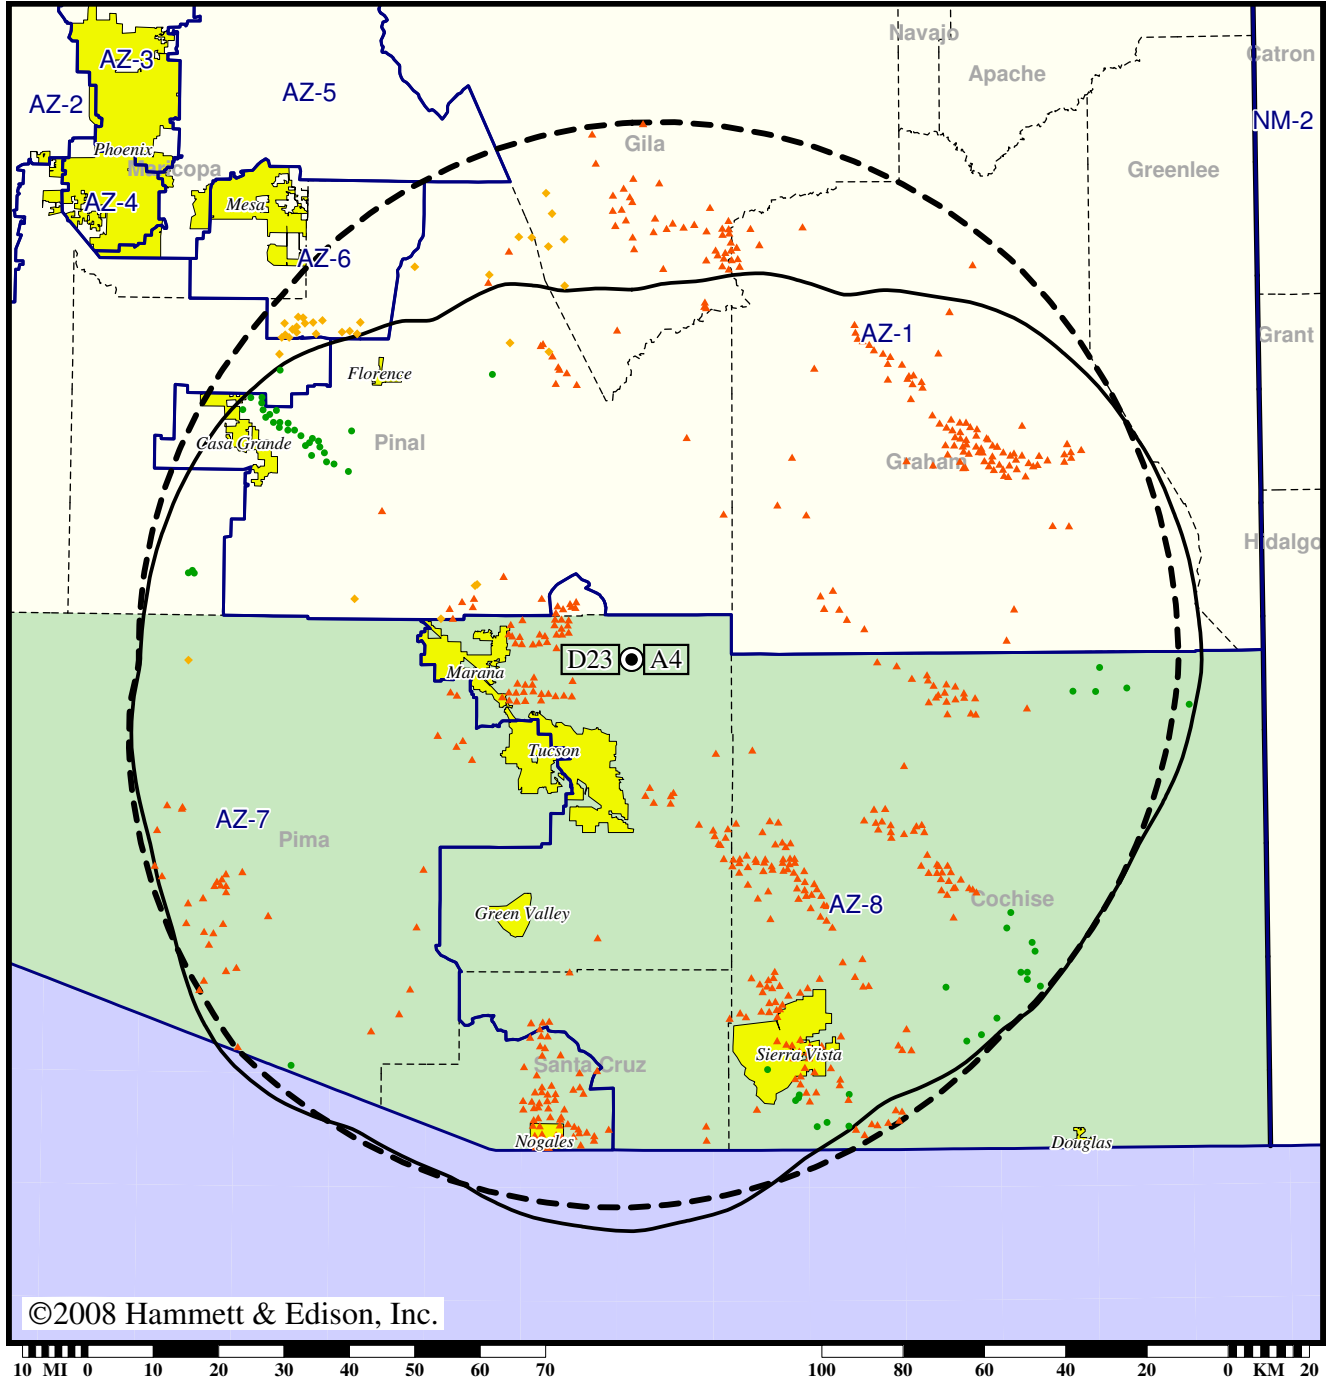 Navajo
Catron
AZ-3
Apache
AZ-5
AZ-2
NM-2
Gila
Phoenix
Maricopa
Greenlee
AZ-4
Mesa
AZ-6
AZ-1
Grant
Florence
Casa Grande
Pinal
Graham
Hidalgo
D23 A4
Marana
Tucson
AZ-7
Pima
AZ-8
Cochise
Green Valley
Sierra Vista
Santa Cruz
Nogales
Douglas
©2008 Hammett & Edison, Inc.
10 MI 0 10 20 30 40 50 60 70 100 80 60 40 20 0 KM 20